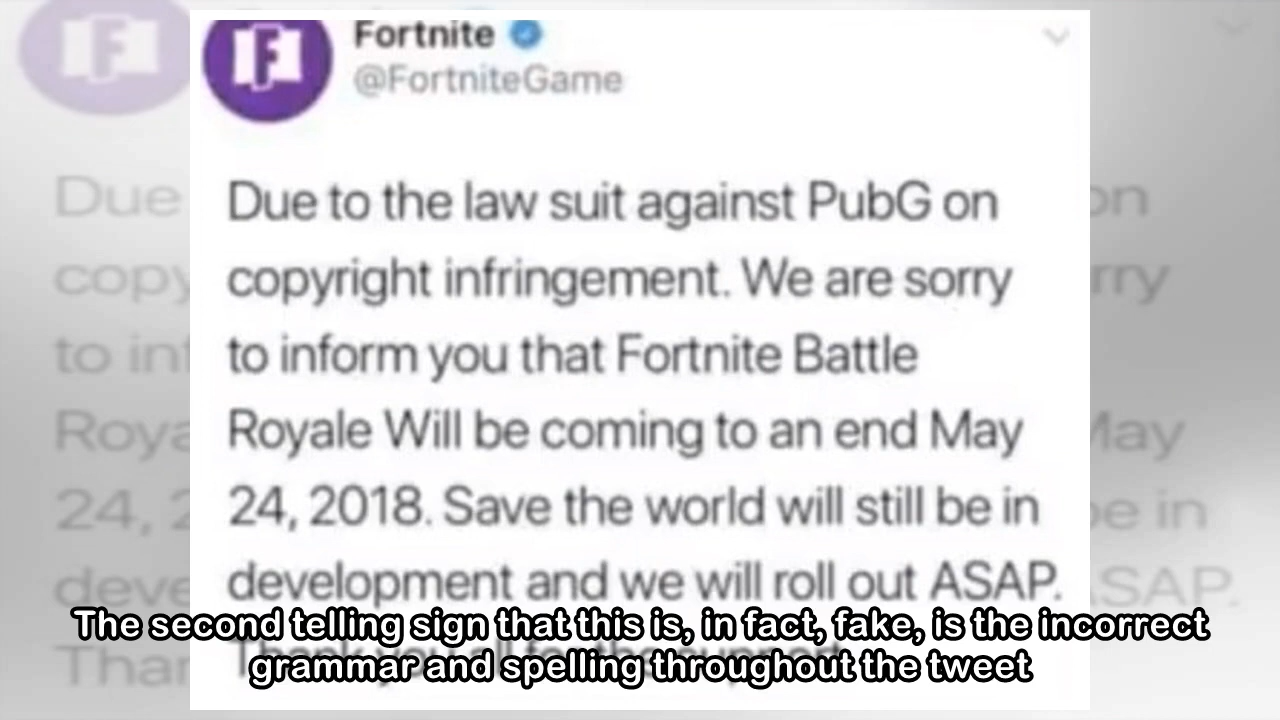 Fortnite
@FortniteGame
Due to the law suit against PubG on
copyright infringement. We are sorry
to inform you that Fortnite Battle
Royale Will be coming to an end May
24, 2018. Save the world will still be in
development and we will roll out ASAP.
The second telling sign that this is, in fact, fake, is the incorrect
grammar and spelling throughout the tweet